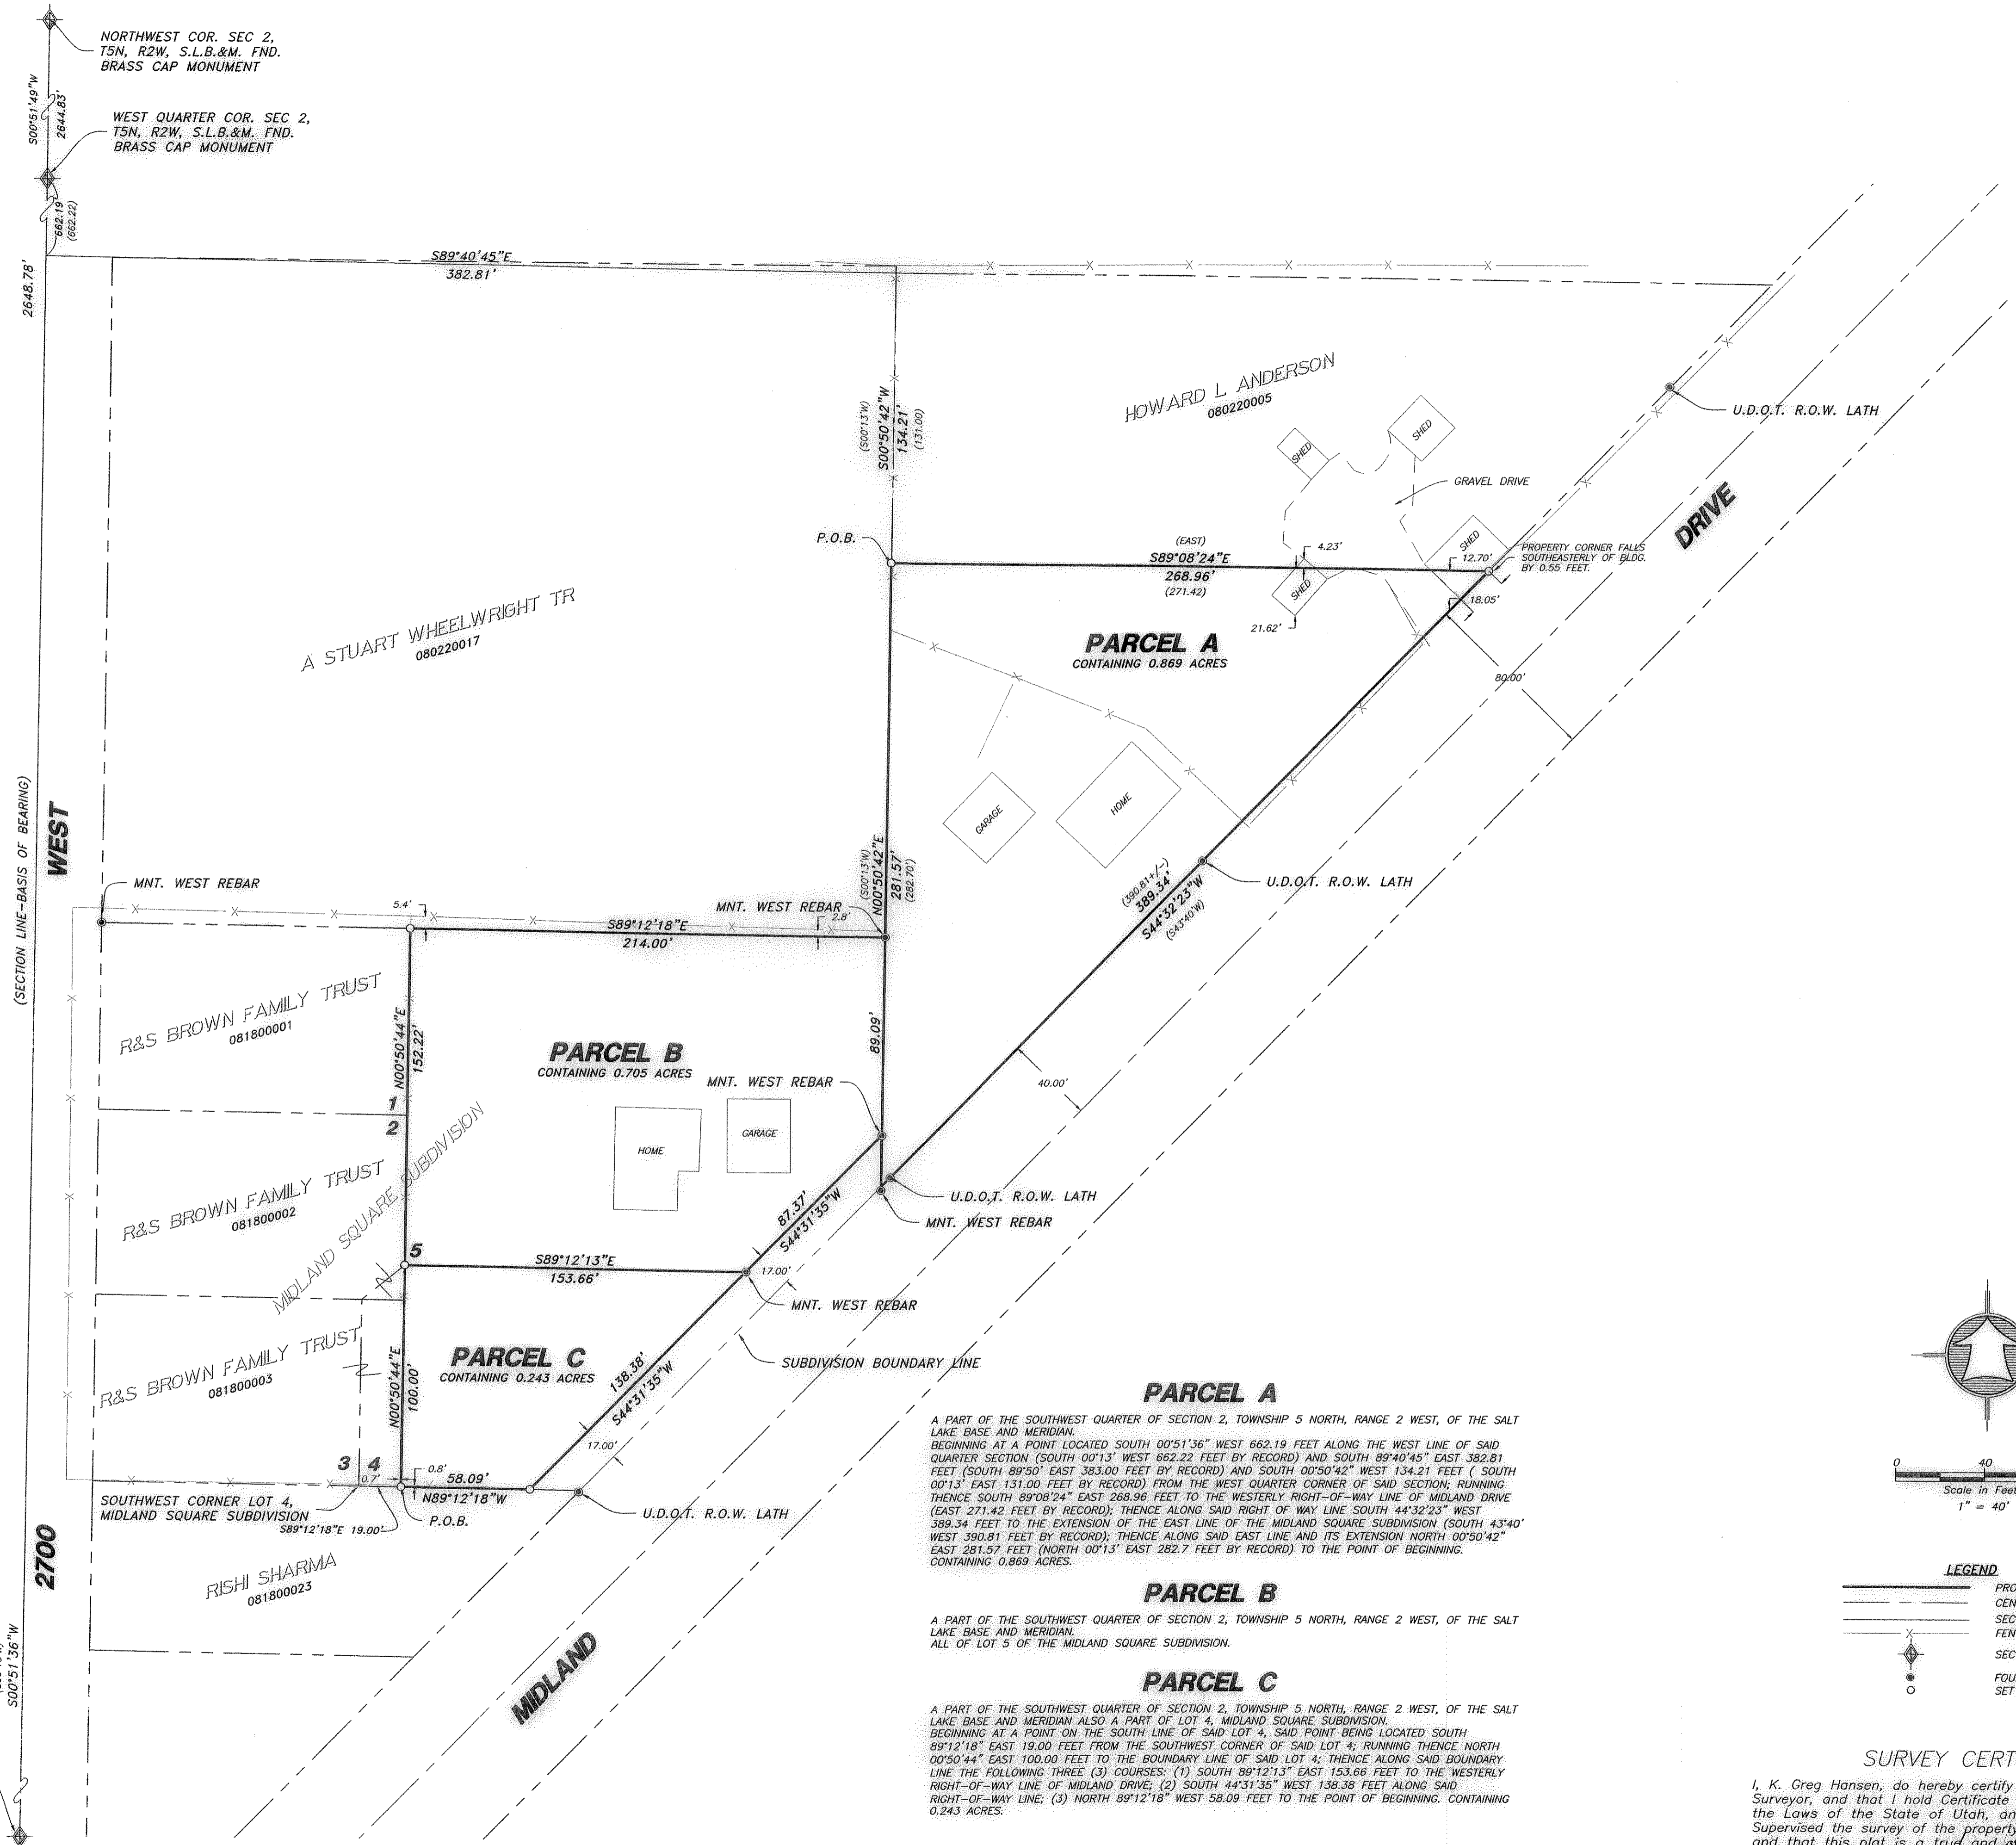 NORTHWEST COR. SEC 2,
T5N, R2W, S.L.B.&M. FND.
BRASS CAP MONUMENT
S00°51'49"W
2644.83'
WEST QUARTER COR. SEC 2,
T5N, R2W, S.L.B.&M. FND.
BRASS CAP MONUMENT
662.19
(662.22)
2648.78'
S89°40'45"E
382.81'
(S00°13'W)
S00°50'42"W
134.21'
(131.00)
HOWARD L ANDERSON
080220005
SHED
SHED
GRAVEL DRIVE
U.D.O.T. R.O.W. LATH
DRIVE
P.O.B.
(EAST)
S89°08'24"E
268.96'
(271.42)
4.23'
SHED
12.70'
PROPERTY CORNER FALLS
SOUTHEASTERLY OF BLDG.
BY 0.55 FEET.
SHED
18.05'
21.62'
80.00'
A STUART WHEELWRIGHT TR
080220017
PARCEL A
CONTAINING 0.869 ACRES
GARAGE
HOME
(SECTION LINE-BASIS OF BEARING)
WEST
MNT. WEST REBAR
5.4'
MNT. WEST REBAR
2.8'
(S00°13'W)
N00°50'42"E
281.57'
(282.70')
S89°12'18"E
214.00'
(390.81+/-)
389.34'
S44°32'23"W
(S43°40'W)
U.D.O.T. R.O.W. LATH
R&S BROWN FAMILY TRUST
081800001
N00°50'44"E
152.22'
1
2
PARCEL B
CONTAINING 0.705 ACRES
MNT. WEST REBAR
89.09'
40.00'
HOME
GARAGE
R&S BROWN FAMILY TRUST
081800002
MIDLAND SQUARE SUBDIVISION
5
87.37'
S44°31'35"W
U.D.O.T. R.O.W. LATH
MNT. WEST REBAR
S89°12'13"E
153.66'
17.00'
MNT. WEST REBAR
R&S BROWN FAMILY TRUST
081800003
N00°50'44"E
100.00'
PARCEL C
CONTAINING 0.243 ACRES
138.38'
S44°31'35"W
SUBDIVISION BOUNDARY LINE
17.00'
3
4
0.7'
0.8'
58.09'
N89°12'18"W
SOUTHWEST CORNER LOT 4,
MIDLAND SQUARE SUBDIVISION
S89°12'18"E 19.00'
P.O.B.
U.D.O.T. R.O.W. LATH
2700
RISHI SHARMA
081800023
S00°51'36"W
MIDLAND
PARCEL A
A PART OF THE SOUTHWEST QUARTER OF SECTION 2, TOWNSHIP 5 NORTH, RANGE 2 WEST, OF THE SALT
LAKE BASE AND MERIDIAN.
BEGINNING AT A POINT LOCATED SOUTH 00°51'36" WEST 662.19 FEET ALONG THE WEST LINE OF SAID
QUARTER SECTION (SOUTH 00°13' WEST 662.22 FEET BY RECORD) AND SOUTH 89°40'45" EAST 382.81
FEET (SOUTH 89°50' EAST 383.00 FEET BY RECORD) AND SOUTH 00°50'42" WEST 134.21 FEET ( SOUTH
00°13' EAST 131.00 FEET BY RECORD) FROM THE WEST QUARTER CORNER OF SAID SECTION; RUNNING
THENCE SOUTH 89°08'24" EAST 268.96 FEET TO THE WESTERLY RIGHT-OF-WAY LINE OF MIDLAND DRIVE
(EAST 271.42 FEET BY RECORD); THENCE ALONG SAID RIGHT OF WAY LINE SOUTH 44°32'23" WEST
389.34 FEET TO THE EXTENSION OF THE EAST LINE OF THE MIDLAND SQUARE SUBDIVISION (SOUTH 43°40'
WEST 390.81 FEET BY RECORD); THENCE ALONG SAID EAST LINE AND ITS EXTENSION NORTH 00°50'42"
EAST 281.57 FEET (NORTH 00°13' EAST 282.7 FEET BY RECORD) TO THE POINT OF BEGINNING.
CONTAINING 0.869 ACRES.
PARCEL B
A PART OF THE SOUTHWEST QUARTER OF SECTION 2, TOWNSHIP 5 NORTH, RANGE 2 WEST, OF THE SALT
LAKE BASE AND MERIDIAN.
ALL OF LOT 5 OF THE MIDLAND SQUARE SUBDIVISION.
PARCEL C
A PART OF THE SOUTHWEST QUARTER OF SECTION 2, TOWNSHIP 5 NORTH, RANGE 2 WEST, OF THE SALT
LAKE BASE AND MERIDIAN ALSO A PART OF LOT 4, MIDLAND SQUARE SUBDIVISION.
BEGINNING AT A POINT ON THE SOUTH LINE OF SAID LOT 4, SAID POINT BEING LOCATED SOUTH
89°12'18" EAST 19.00 FEET FROM THE SOUTHWEST CORNER OF SAID LOT 4; RUNNING THENCE NORTH
00°50'44" EAST 100.00 FEET TO THE BOUNDARY LINE OF SAID LOT 4; THENCE ALONG SAID BOUNDARY
LINE THE FOLLOWING THREE (3) COURSES: (1) SOUTH 89°12'13" EAST 153.66 FEET TO THE WESTERLY
RIGHT-OF-WAY LINE OF MIDLAND DRIVE; (2) SOUTH 44°31'35" WEST 138.38 FEET ALONG SAID
RIGHT-OF-WAY LINE; (3) NORTH 89°12'18" WEST 58.09 FEET TO THE POINT OF BEGINNING. CONTAINING
0.243 ACRES.
0 40
Scale in Feet
1" = 40'
LEGEND
PRO
CEN
SEC
FEN
SEC
FOU
SET
SURVEY CERT
I, K. Greg Hansen, do hereby certify
Surveyor, and that I hold Certificate
the Laws of the State of Utah, an
Supervised the survey of the property
and that this plat is a true and